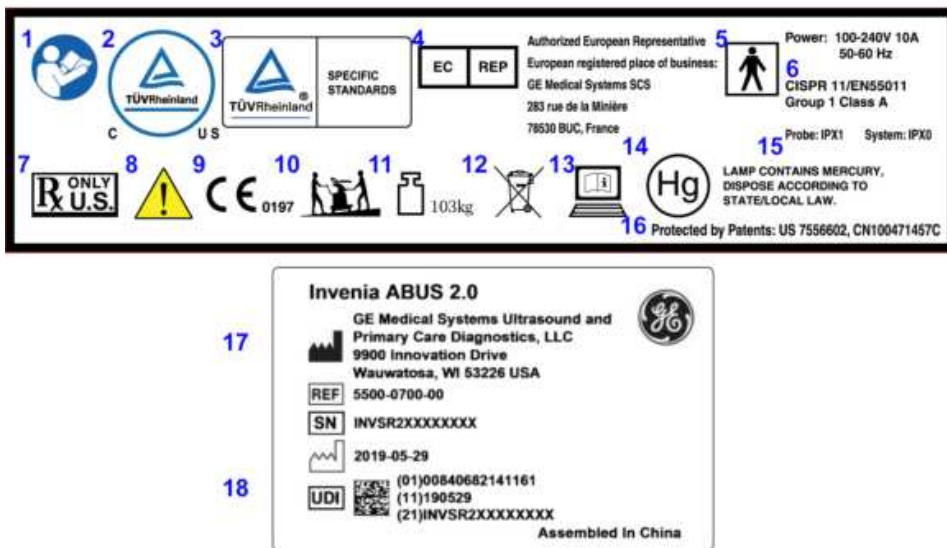 1
2
TÜVRheinland
C US
3
TÜVRheinland®
SPECIFIC
STANDARDS
4
EC REP
Authorized European Representative
European registered place of business:
GE Medical Systems SCS
283 rue de la Minière
78530 BUC, France
5
Power: 100-240V 10A
50-60 Hz
6
CISPR 11/EN55011
Group 1 Class A
Probe: IPX1 System: IPX0
7
Rx ONLY
U.S.
8
9
CE 0197
10
11
103kg
12
13
14
Hg
15
LAMP CONTAINS MERCURY,
DISPOSE ACCORDING TO
STATE/LOCAL LAW.
16
Protected by Patents: US 7556602, CN100471457C
Invenia ABUS 2.0
GE
17
GE Medical Systems Ultrasound and
Primary Care Diagnostics, LLC
9900 Innovation Drive
Wauwatosa, WI 53226 USA
REF 5500-0700-00
SN INVSR2XXXXXXXX
2019-05-29
18
UDI
(01)00840682141161
(11)190529
(21)INVSR2XXXXXXXX
Assembled In China